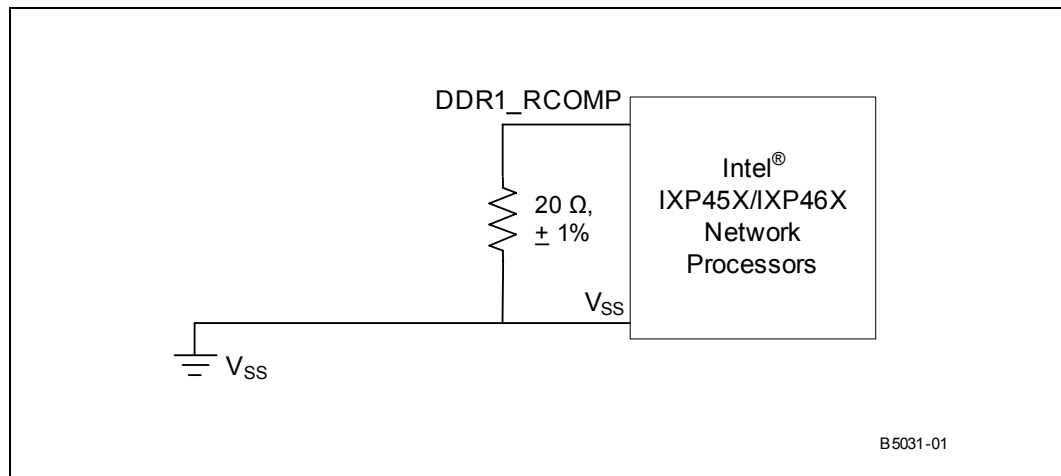 DDR1_RCOMP
Intel®
IXP45X/IXP46X
Network
Processors
20 Ω,
± 1%
VSS
VSS
B5031-01